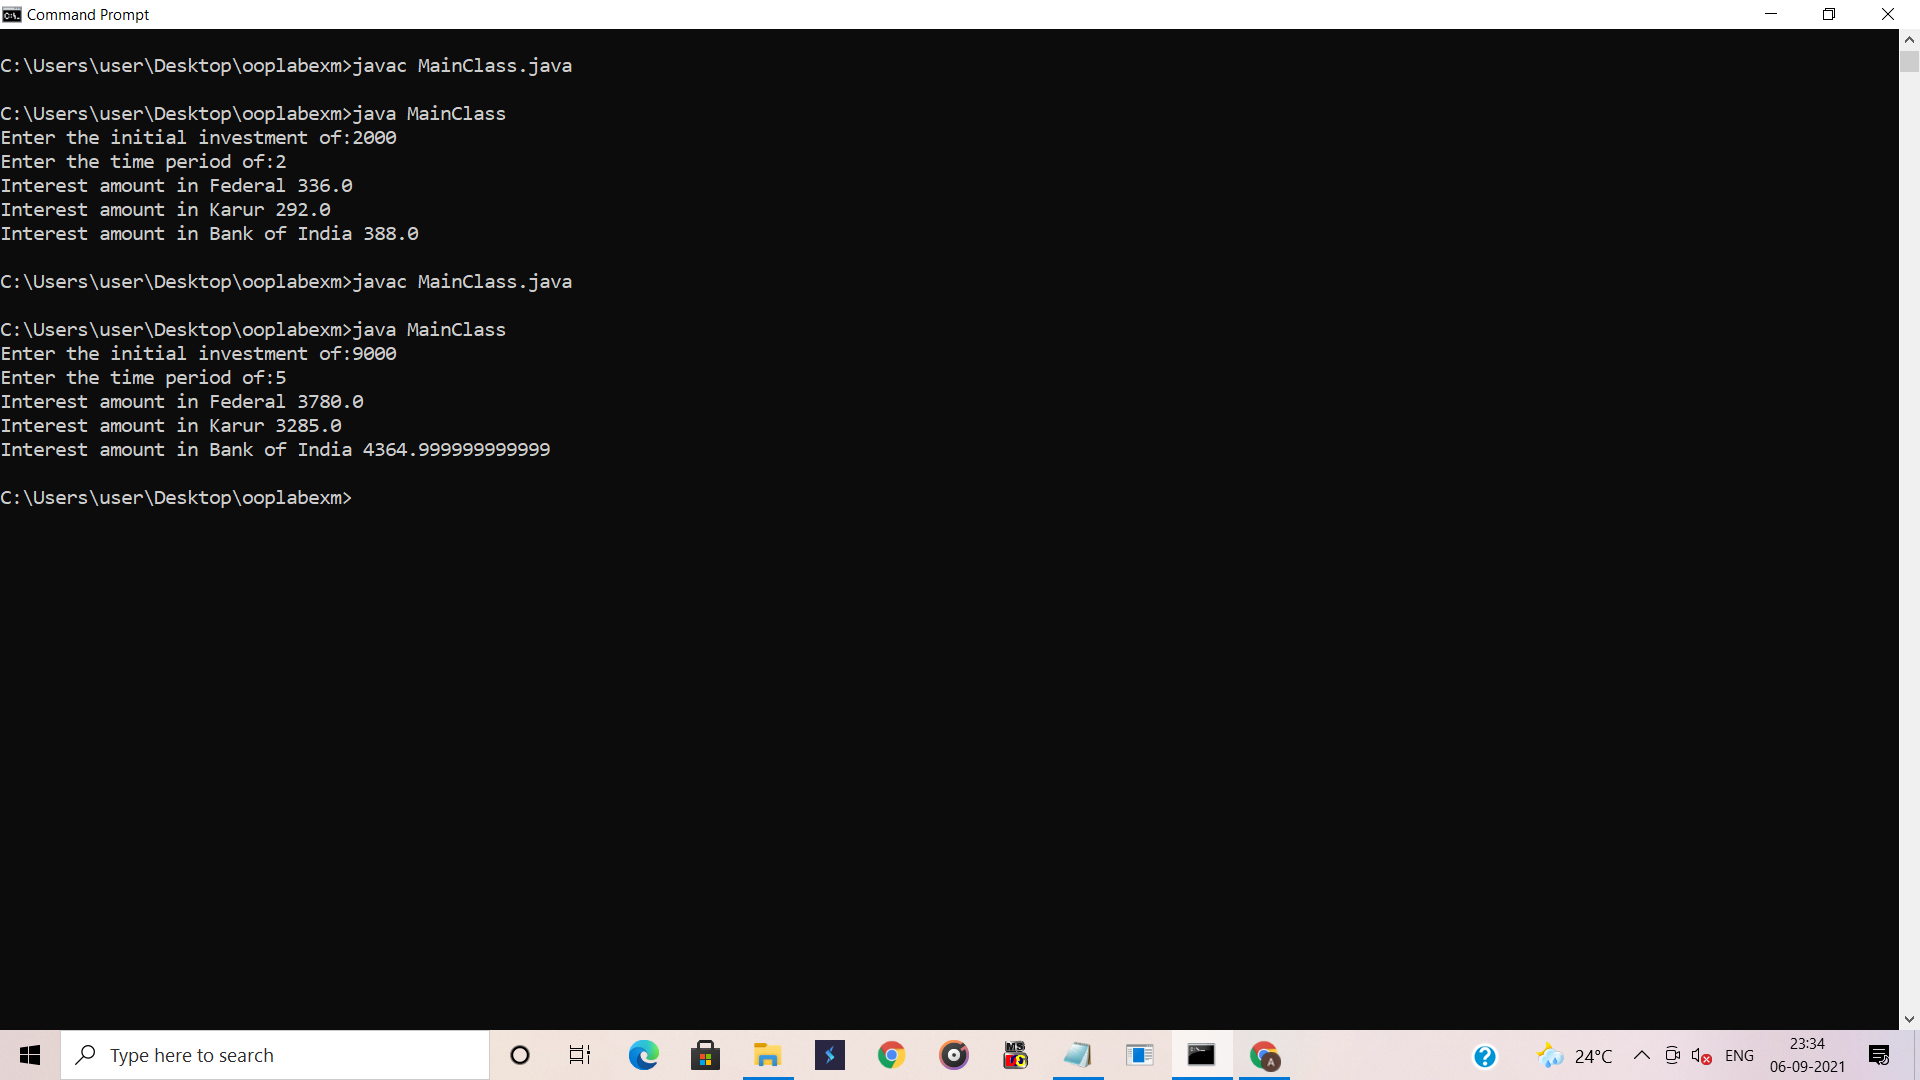 Command Prompt
C:\Users\user\Desktop\ooplabexm>javac MainClass.java
C:\Users\user\Desktop\ooplabexm>java MainClass
Enter the initial investment of:2000
Enter the time period of:2
Interest amount in Federal 336.0
Interest amount in Karur 292.0
Interest amount in Bank of India 388.0
C:\Users\user\Desktop\ooplabexm>javac MainClass.java
C:\Users\user\Desktop\ooplabexm>java MainClass
Enter the initial investment of:9000
Enter the time period of:5
Interest amount in Federal 3780.0
Interest amount in Karur 3285.0
Interest amount in Bank of India 4364.999999999999
C:\Users\user\Desktop\ooplabexm>
Type here to search
24°C
ENG
23:34
06-09-2021